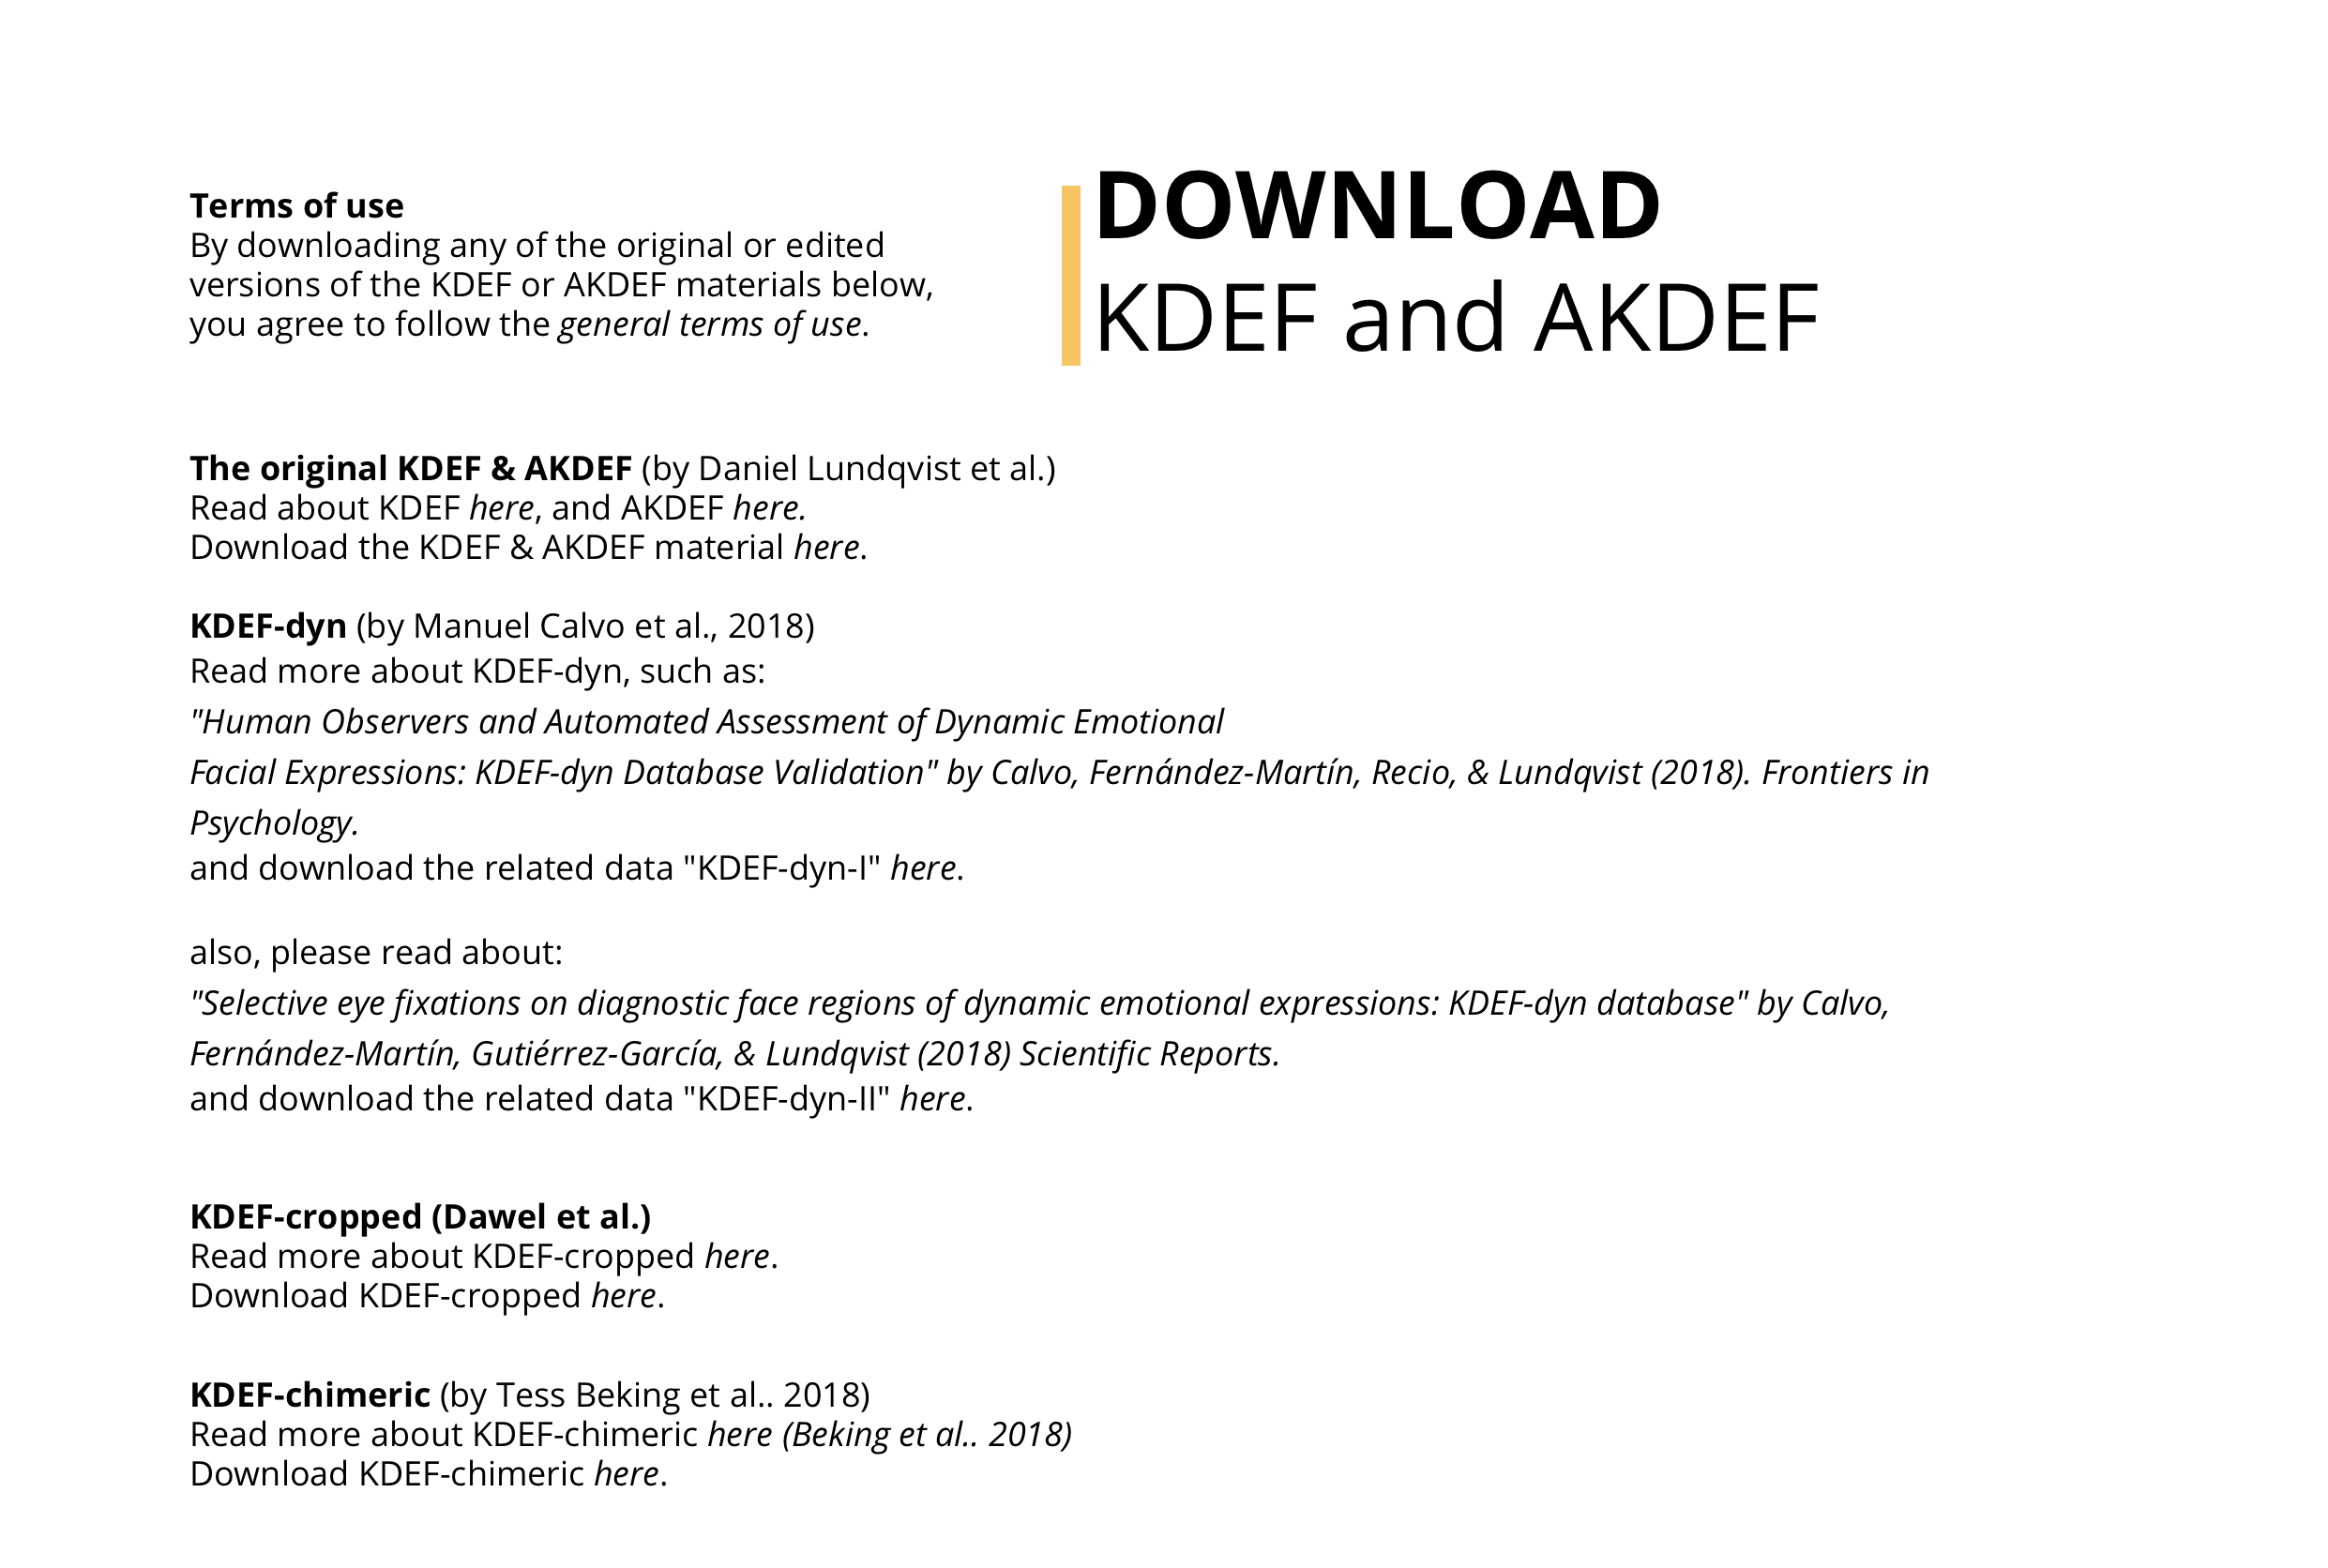 Terms of use
By downloading any of the original or edited
versions of the KDEF or AKDEF materials below,
you agree to follow the general terms of use.
DOWNLOAD
KDEF and AKDEF
The original KDEF & AKDEF (by Daniel Lundqvist et al.)
Read about KDEF here, and AKDEF here.
Download the KDEF & AKDEF material here.
KDEF-dyn (by Manuel Calvo et al., 2018)
Read more about KDEF-dyn, such as:
"Human Observers and Automated Assessment of Dynamic Emotional
Facial Expressions: KDEF-dyn Database Validation" by Calvo, Fernández-Martín, Recio, & Lundqvist (2018). Frontiers in
Psychology.
and download the related data "KDEF-dyn-I" here.
also, please read about:
"Selective eye fixations on diagnostic face regions of dynamic emotional expressions: KDEF-dyn database" by Calvo,
Fernández-Martín, Gutiérrez-García, & Lundqvist (2018) Scientific Reports.
and download the related data "KDEF-dyn-II" here.
KDEF-cropped (Dawel et al.)
Read more about KDEF-cropped here.
Download KDEF-cropped here.
KDEF-chimeric (by Tess Beking et al.. 2018)
Read more about KDEF-chimeric here (Beking et al.. 2018)
Download KDEF-chimeric here.